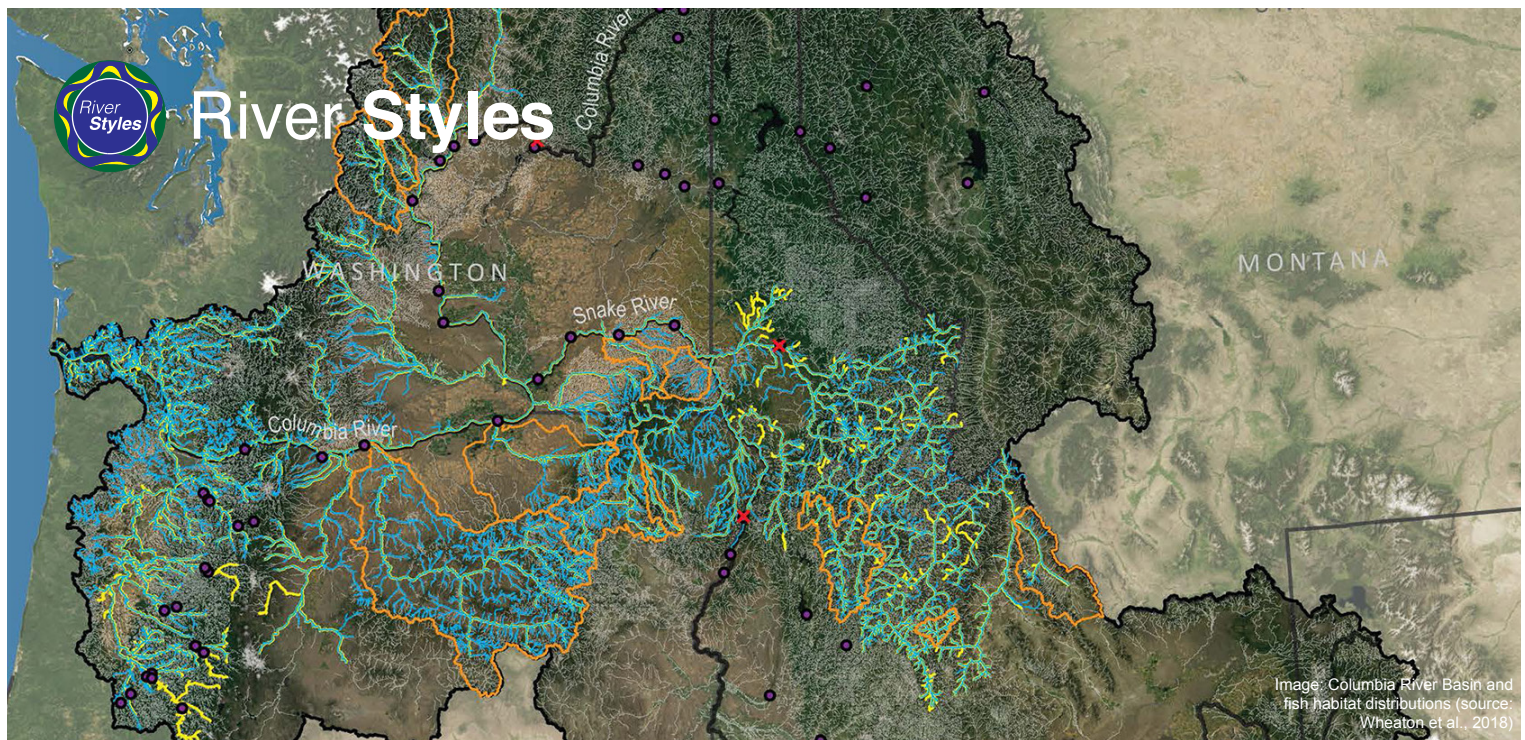 Columbia River
River
Styles
River Styles
WASHINGTON
MONTANA
Snake River
Columbia River
Image: Columbia River Basin and
fish habitat distributions (source:
Wheaton et al., 2018)